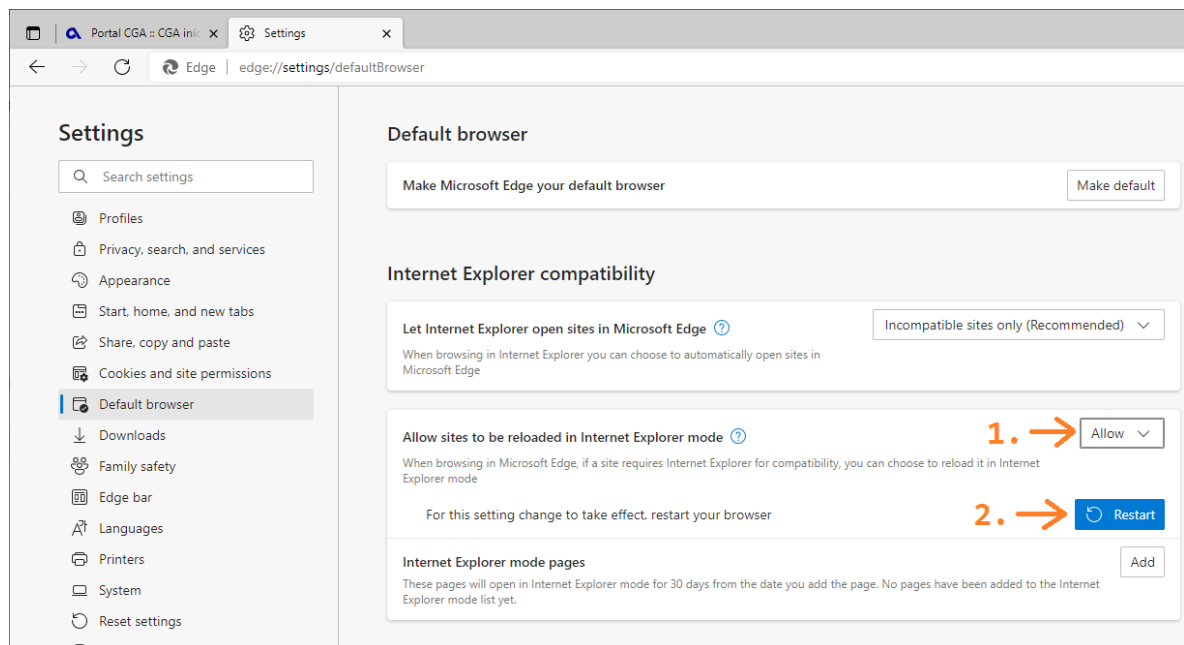 Portal CGA :: CGA iníc
Settings
Edge
edge://settings/defaultBrowser
Settings
Search settings
Profiles
Privacy, search, and services
Appearance
Start, home, and new tabs
Share, copy and paste
Cookies and site permissions
Default browser
Downloads
Family safety
Edge bar
Languages
Printers
System
Reset settings
Default browser
Make Microsoft Edge your default browser
Make default
Internet Explorer compatibility
Let Internet Explorer open sites in Microsoft Edge
Incompatible sites only (Recommended)
When browsing in Internet Explorer you can choose to automatically open sites in
Microsoft Edge
Allow sites to be reloaded in Internet Explorer mode
1.
Allow
When browsing in Microsoft Edge, if a site requires Internet Explorer for compatibility, you can choose to reload it in Internet
Explorer mode
For this setting change to take effect, restart your browser
2.
Restart
Internet Explorer mode pages
Add
These pages will open in Internet Explorer mode for 30 days from the date you add the page. No pages have been added to the Internet
Explorer mode list yet.